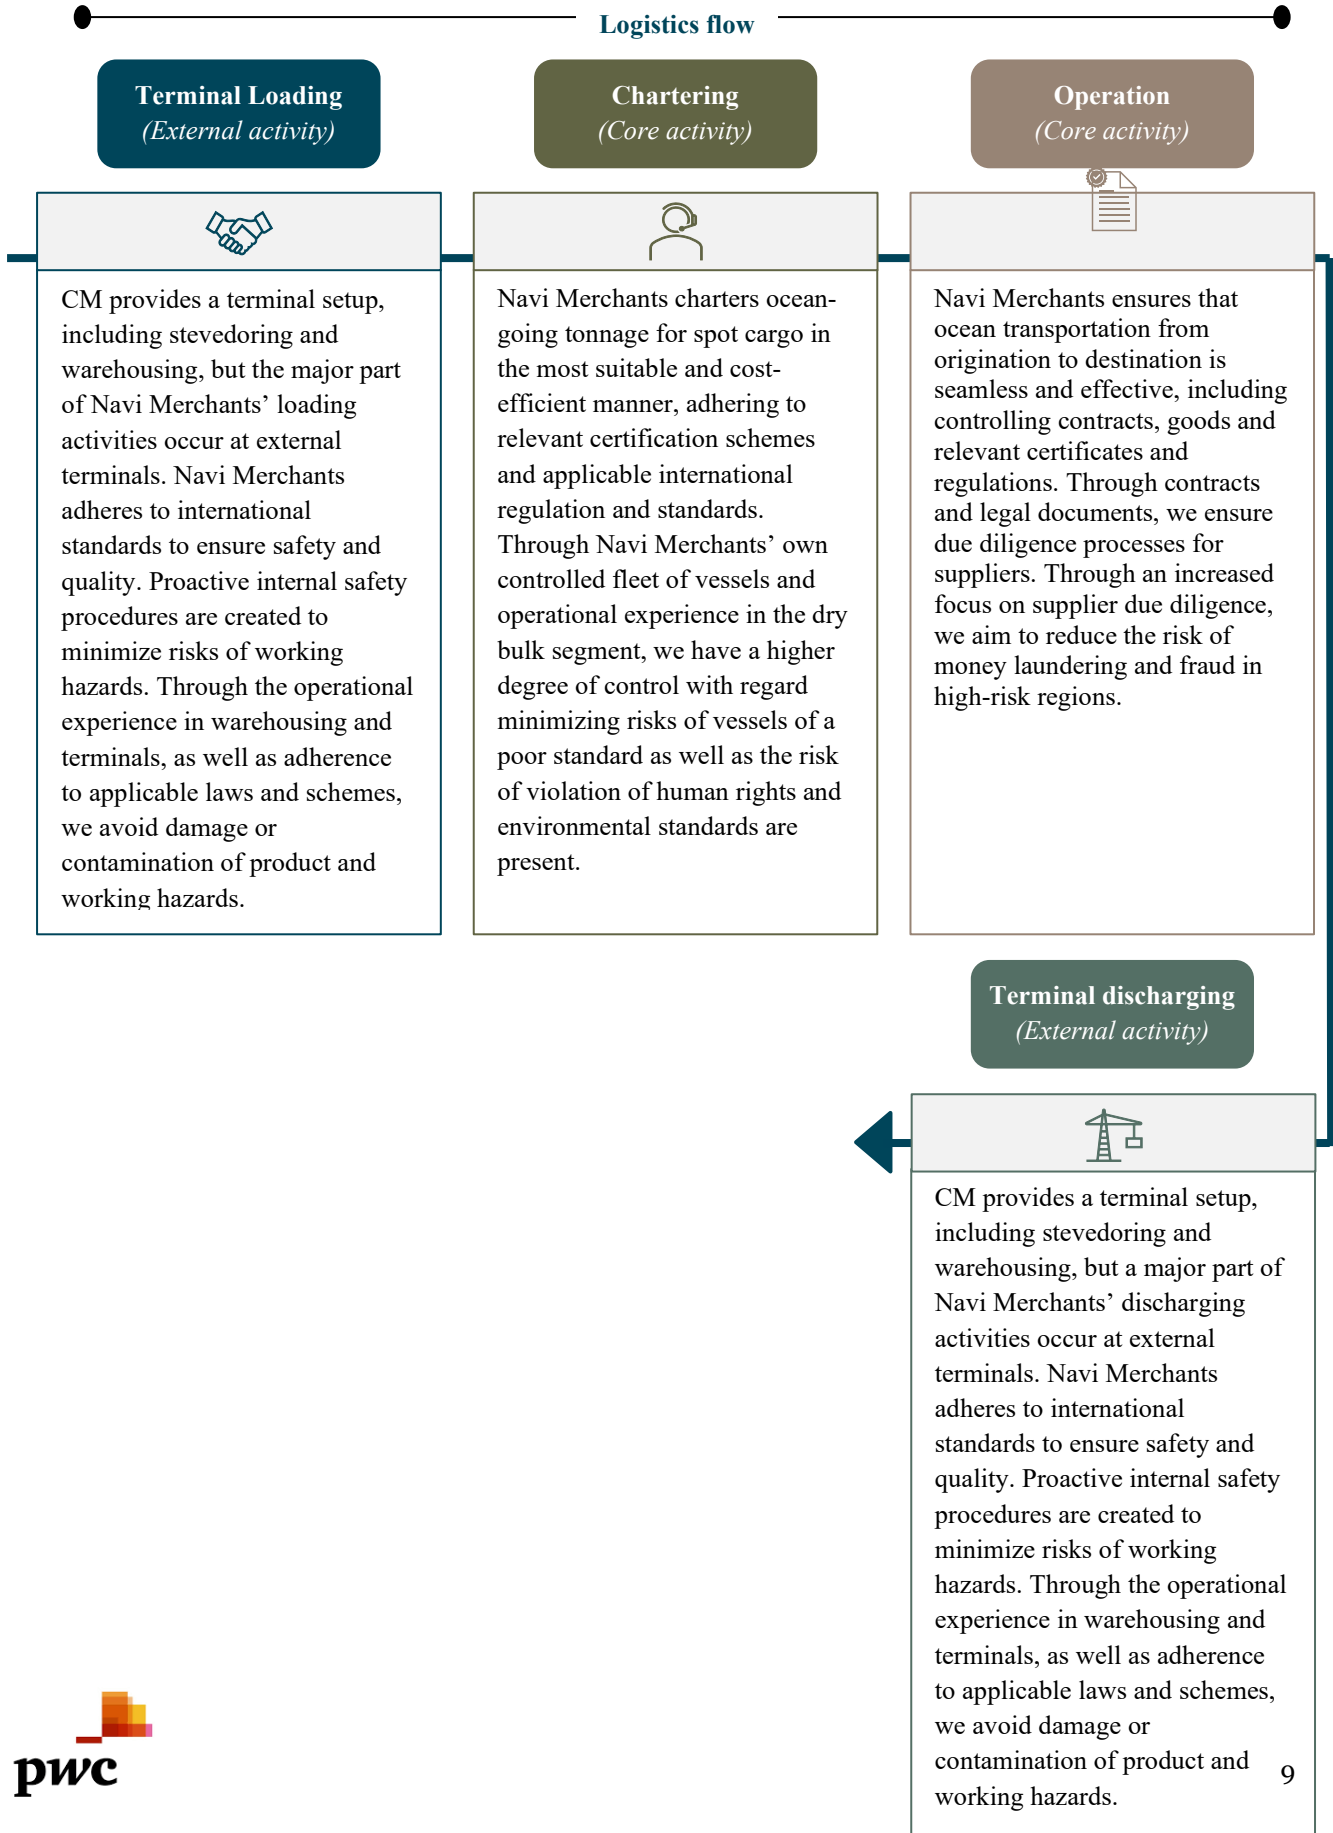 Logistics flow
Terminal Loading
(External activity)
CM provides a terminal setup,
including stevedoring and
warehousing, but the major part
of Navi Merchants’ loading
activities occur at external
terminals. Navi Merchants
adheres to international
standards to ensure safety and
quality. Proactive internal safety
procedures are created to
minimize risks of working
hazards. Through the operational
experience in warehousing and
terminals, as well as adherence
to applicable laws and schemes,
we avoid damage or
contamination of product and
working hazards.
Chartering
(Core activity)
Navi Merchants charters ocean-
going tonnage for spot cargo in
the most suitable and cost-
efficient manner, adhering to
relevant certification schemes
and applicable international
regulation and standards.
Through Navi Merchants’ own
controlled fleet of vessels and
operational experience in the dry
bulk segment, we have a higher
degree of control with regard
minimizing risks of vessels of a
poor standard as well as the risk
of violation of human rights and
environmental standards are
present.
Operation
(Core activity)
Navi Merchants ensures that
ocean transportation from
origination to destination is
seamless and effective, including
controlling contracts, goods and
relevant certificates and
regulations. Through contracts
and legal documents, we ensure
due diligence processes for
suppliers. Through an increased
focus on supplier due diligence,
we aim to reduce the risk of
money laundering and fraud in
high-risk regions.
Terminal discharging
(External activity)
CM provides a terminal setup,
including stevedoring and
warehousing, but a major part of
Navi Merchants’ discharging
activities occur at external
terminals. Navi Merchants
adheres to international
standards to ensure safety and
quality. Proactive internal safety
procedures are created to
minimize risks of working
hazards. Through the operational
experience in warehousing and
terminals, as well as adherence
to applicable laws and schemes,
we avoid damage or
contamination of product and
working hazards.
pwc
9